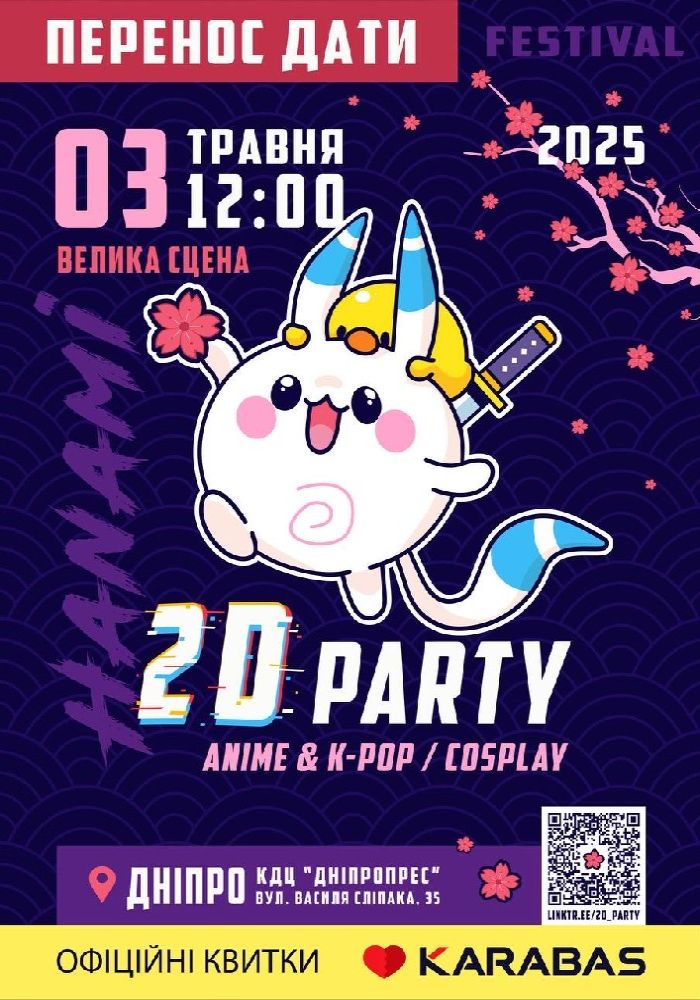 ПЕРЕНОС ДАТИ
FESTIVAL
03
ТРАВНЯ
12:00
2025
ВЕЛИКА СЦЕНА
HANAMI
2D PARTY
ANIME & K-POP / COSPLAY
ДНІПРО
КДЦ "ДНІПРОПРЕС"
ВУЛ. ВАСИЛЯ СЛІПАКА, 35
LINKTR.EE/2D_PARTY
ОФІЦІЙНІ КВИТКИ
KARABAS